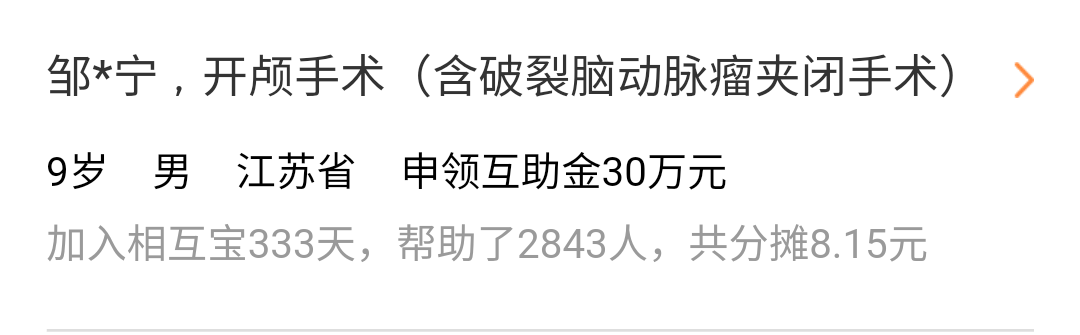 邹*宁，开颅手术（含破裂脑动脉瘤夹闭手术）
9岁 男 江苏省 申领互助金30万元
加入相互宝333天，帮助了2843人，共分摊8.15元